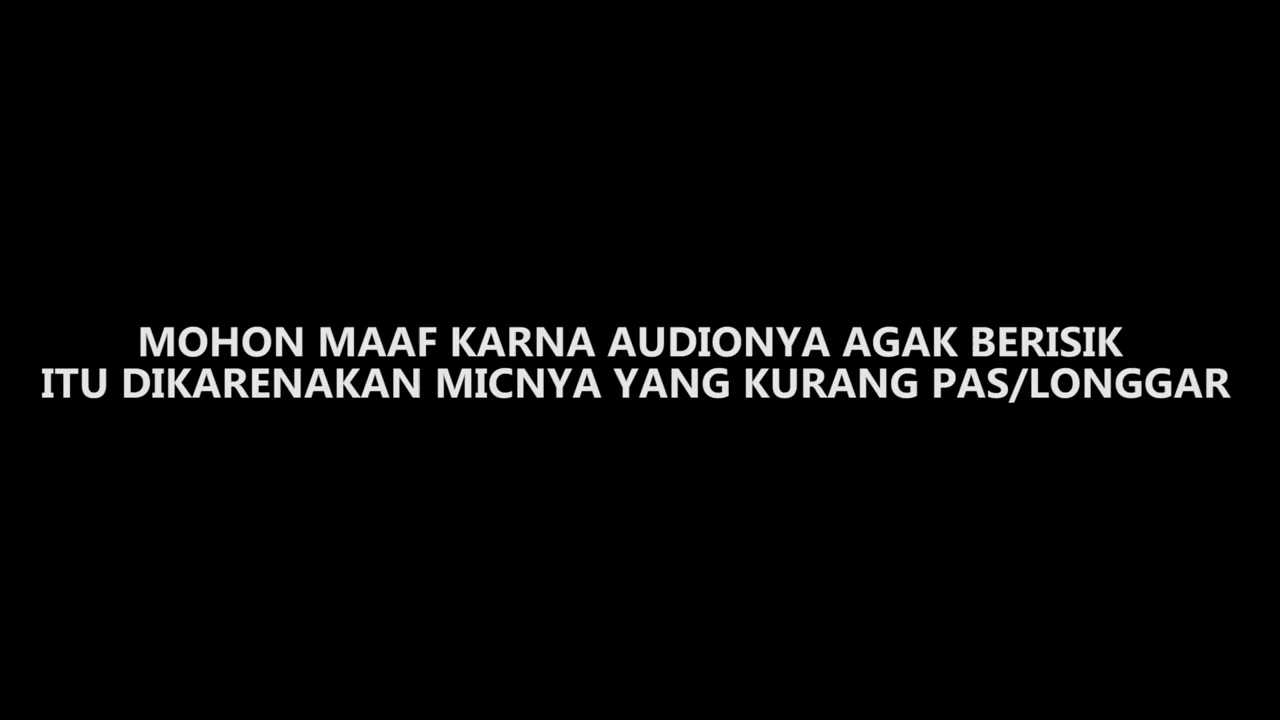 MOHON MAAF KARNA AUDIONYA AGAK BERISIK
ITU DIKARENAKAN MICNYA YANG KURANG PAS/LONGGAR